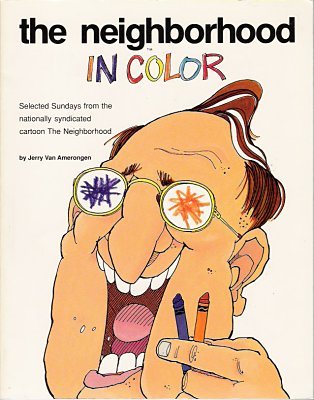 the neighborhood
IN COLOR
Selected Sundays from the
nationally syndicated
cartoon The Neighborhood
by Jerry Van Amerongen